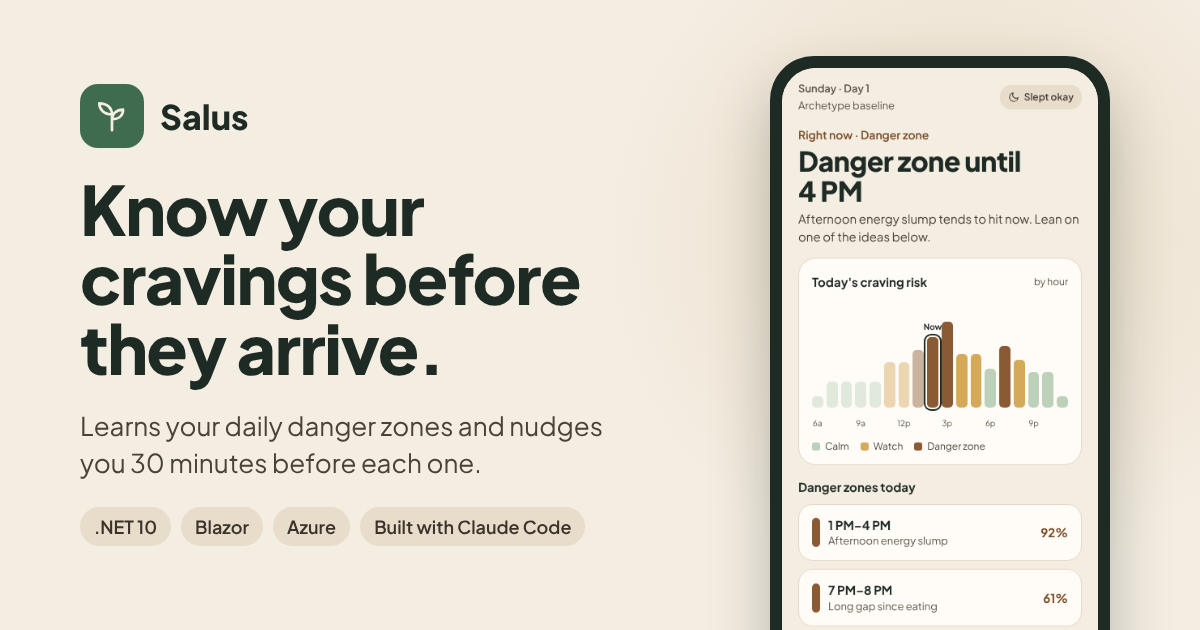 Salus
Know your
cravings before
they arrive.
Learns your daily danger zones and nudges
you 30 minutes before each one.
.NET 10
Blazor
Azure
Built with Claude Code
Sunday · Day 1
Archetype baseline
Slept okay
Right now · Danger zone
Danger zone until
4 PM
Afternoon energy slump tends to hit now. Lean on
one of the ideas below.
Today's craving risk
by hour
Now
6a
9a
12p
3p
6p
9p
Calm
Watch
Danger zone
Danger zones today
1 PM–4 PM
Afternoon energy slump
92%
7 PM–8 PM
Long gap since eating
61%